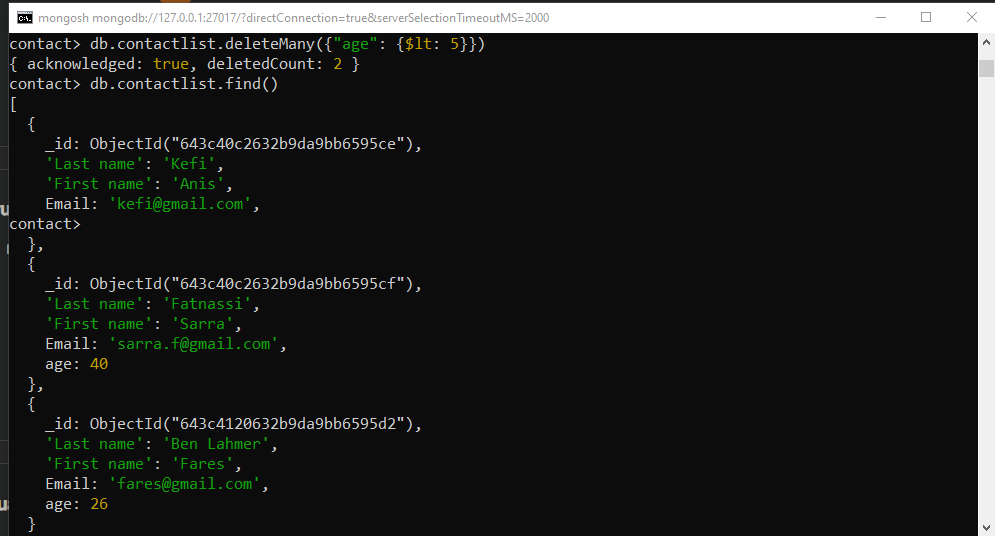 mongosh mongodb://127.0.0.1:27017/?directConnection=true&serverSelectionTimeoutMS=2000
contact> db.contactlist.deleteMany({"age": {$lt: 5}})
{ acknowledged: true, deletedCount: 2 }
contact> db.contactlist.find()
[
  {
    _id: ObjectId("643c40c2632b9da9bb6595ce"),
    'Last name': 'Kefi',
    'First name': 'Anis',
    Email: 'kefi@gmail.com',
contact>
  },
  {
    _id: ObjectId("643c40c2632b9da9bb6595cf"),
    'Last name': 'Fatnassi',
    'First name': 'Sarra',
    Email: 'sarra.f@gmail.com',
    age: 40
  },
  {
    _id: ObjectId("643c4120632b9da9bb6595d2"),
    'Last name': 'Ben Lahmer',
    'First name': 'Fares',
    Email: 'fares@gmail.com',
    age: 26
  }